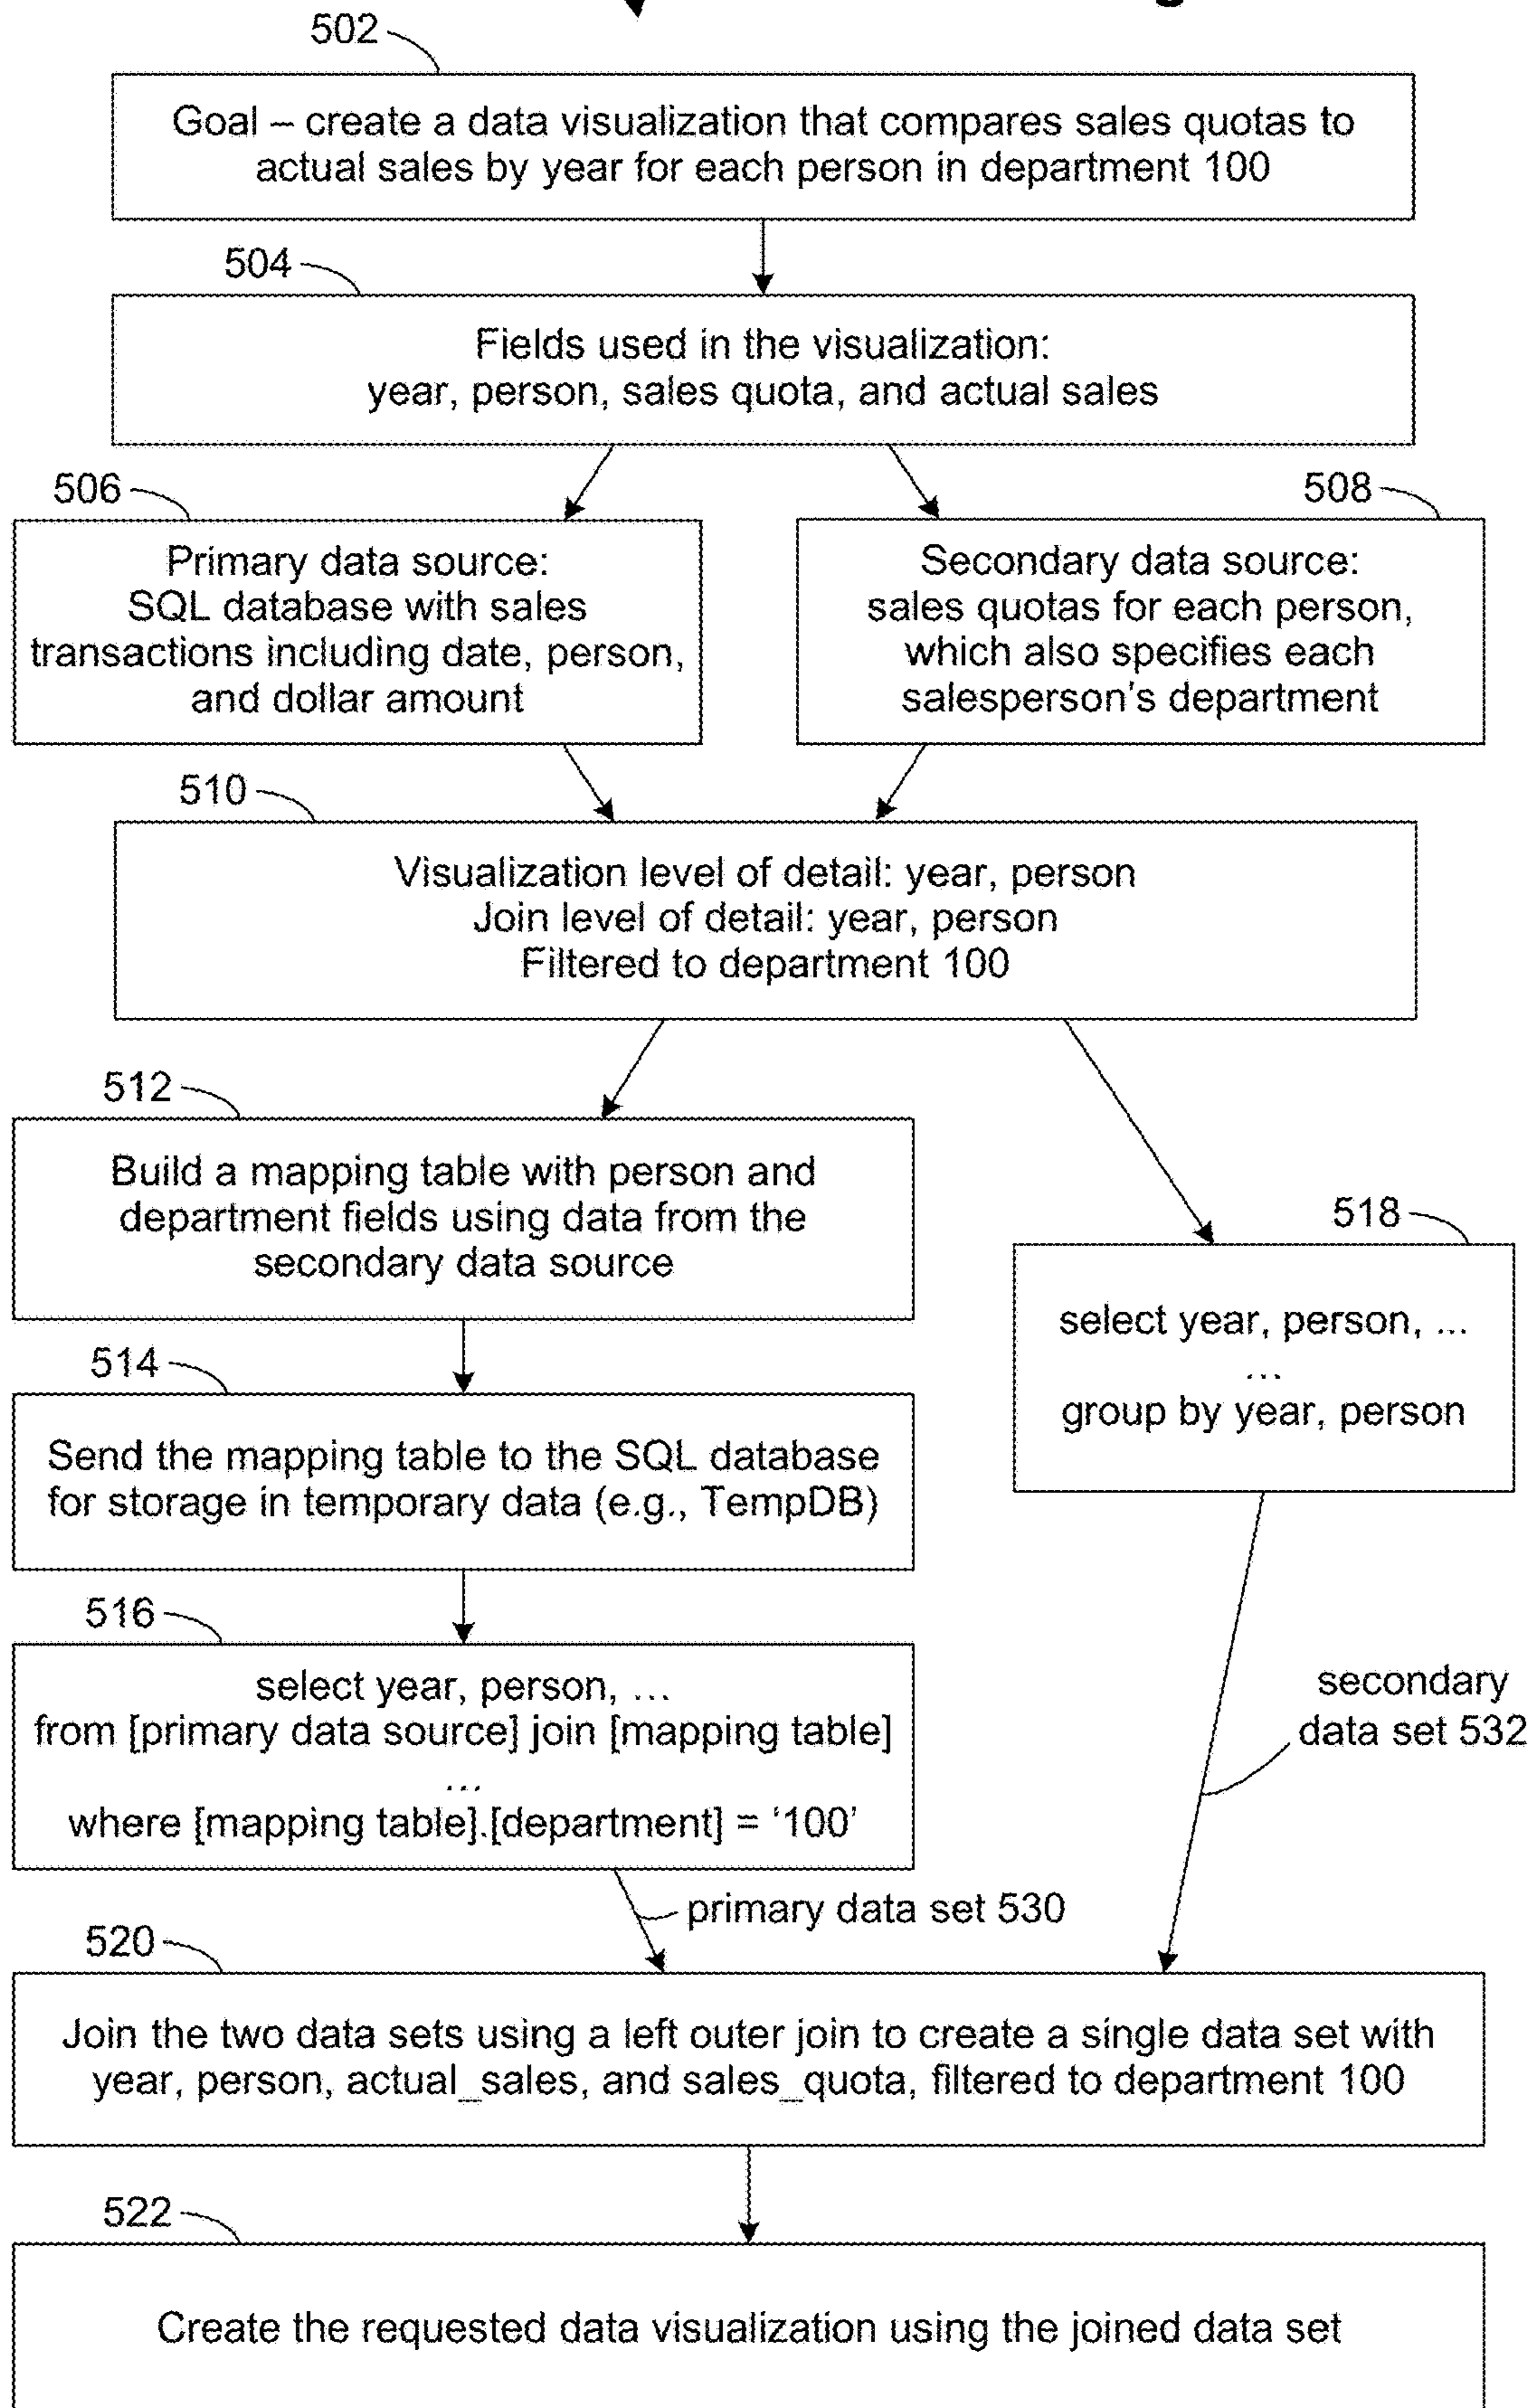 502
Goal – create a data visualization that compares sales quotas to
actual sales by year for each person in department 100
504
Fields used in the visualization:
year, person, sales quota, and actual sales
506
Primary data source:
SQL database with sales
transactions including date, person,
and dollar amount
508
Secondary data source:
sales quotas for each person,
which also specifies each
salesperson's department
510
Visualization level of detail: year, person
Join level of detail: year, person
Filtered to department 100
512
Build a mapping table with person and
department fields using data from the
secondary data source
514
Send the mapping table to the SQL database
for storage in temporary data (e.g., TempDB)
516
select year, person, ...
from [primary data source] join [mapping table]
...
where [mapping table].[department] = ‘100’
518
select year, person, ...
...
group by year, person
secondary
data set 532
primary data set 530
520
Join the two data sets using a left outer join to create a single data set with
year, person, actual_sales, and sales_quota, filtered to department 100
522
Create the requested data visualization using the joined data set